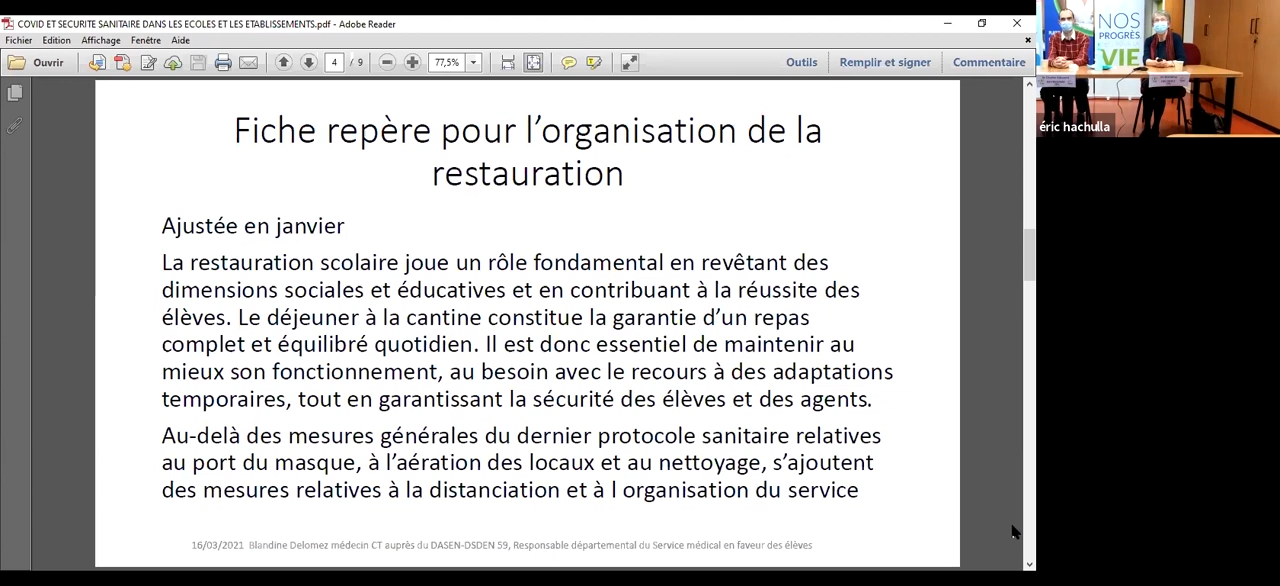 COVID ET SECURITE SANITAIRE DANS LES ECOLES ET LES ETABLISSEMENTS.pdf - Adobe Reader
Fichier Edition Affichage Fenêtre Aide
Ouvrir 4 / 9 77,5% Outils Remplir et signer Commentaire
Fiche repère pour l’organisation de la
restauration
Ajustée en janvier
La restauration scolaire joue un rôle fondamental en revêtant des
dimensions sociales et éducatives et en contribuant à la réussite des
élèves. Le déjeuner à la cantine constitue la garantie d’un repas
complet et équilibré quotidien. Il est donc essentiel de maintenir au
mieux son fonctionnement, au besoin avec le recours à des adaptations
temporaires, tout en garantissant la sécurité des élèves et des agents.
Au-delà des mesures générales du dernier protocole sanitaire relatives
au port du masque, à l’aération des locaux et au nettoyage, s’ajoutent
des mesures relatives à la distanciation et à l organisation du service
16/03/2021 Blandine Delomez médecin CT auprès du DASEN-DSDEN 59, Responsable départemental du Service médical en faveur des élèves
NOS
PROGRÈS
VIE
éric hachulla